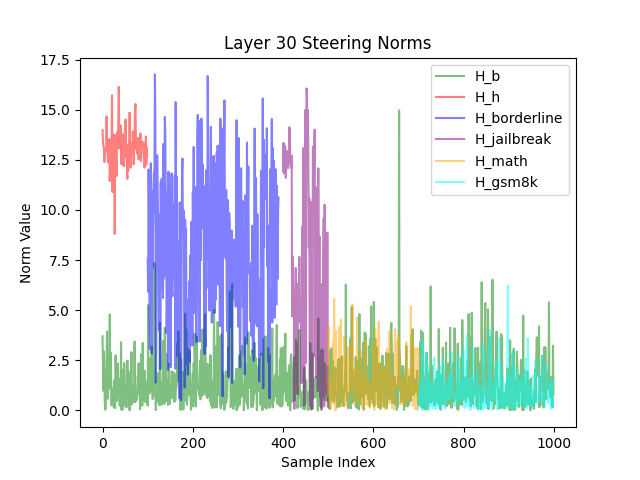 Layer 30 Steering Norms
Norm Value
17.5
15.0
12.5
10.0
7.5
5.0
2.5
0.0
H_b
H_h
H_borderline
H_jailbreak
H_math
H_gsm8k
0
200
400
600
800
1000
Sample Index